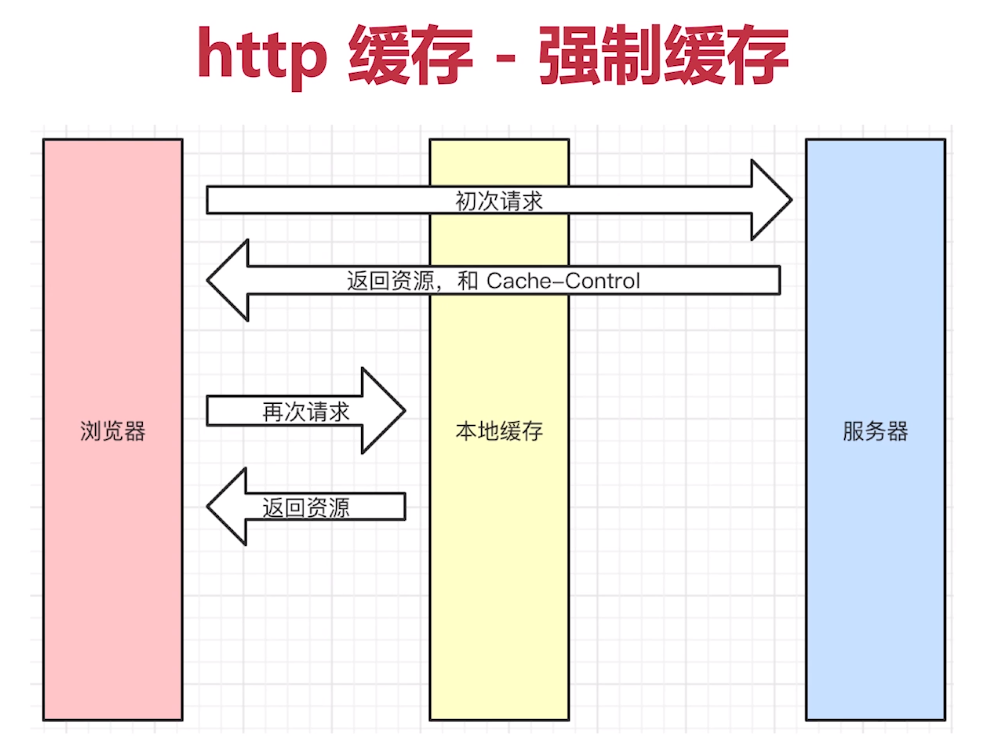 http 缓存 - 强制缓存
初次请求
返回资源，和 Cache-Control
再次请求
浏览器
本地缓存
服务器
返回资源